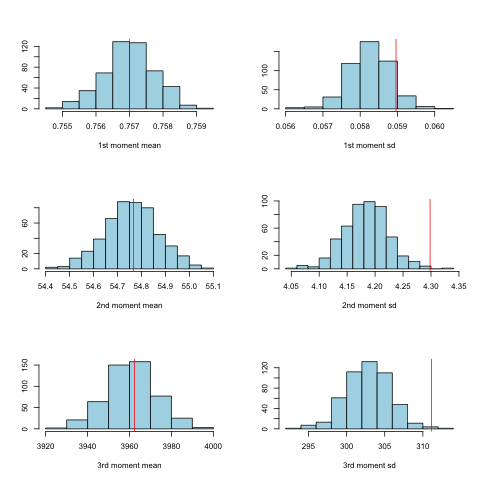 0 40 80 120
0.755 0.756 0.757 0.758 0.759
1st moment mean
0 50 150
0.056 0.057 0.058 0.059 0.060
1st moment sd
0 20 60
54.4 54.5 54.6 54.7 54.8 54.9 55.0 55.1
2nd moment mean
0 20 60 100
4.05 4.10 4.15 4.20 4.25 4.30 4.35
2nd moment sd
0 50 100 150
3920 3940 3960 3980 4000
3rd moment mean
0 40 80 120
295 300 305 310
3rd moment sd